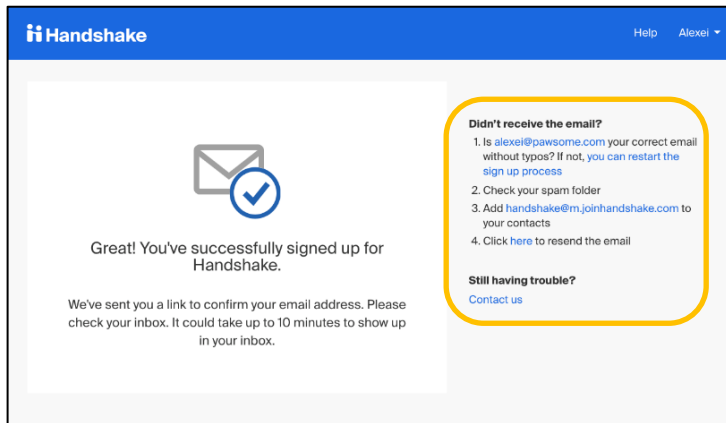 Handshake
Help
Alexei
Great! You've successfully signed up for
Handshake.
We've sent you a link to confirm your email address. Please
check your inbox. It could take up to 10 minutes to show up
in your inbox.
Didn't receive the email?
1. Is alexei@pawsome.com your correct email
without typos? If not, you can restart the
sign up process
2. Check your spam folder
3. Add handshake@m.joinhandshake.com to
your contacts
4. Click here to resend the email
Still having trouble?
Contact us